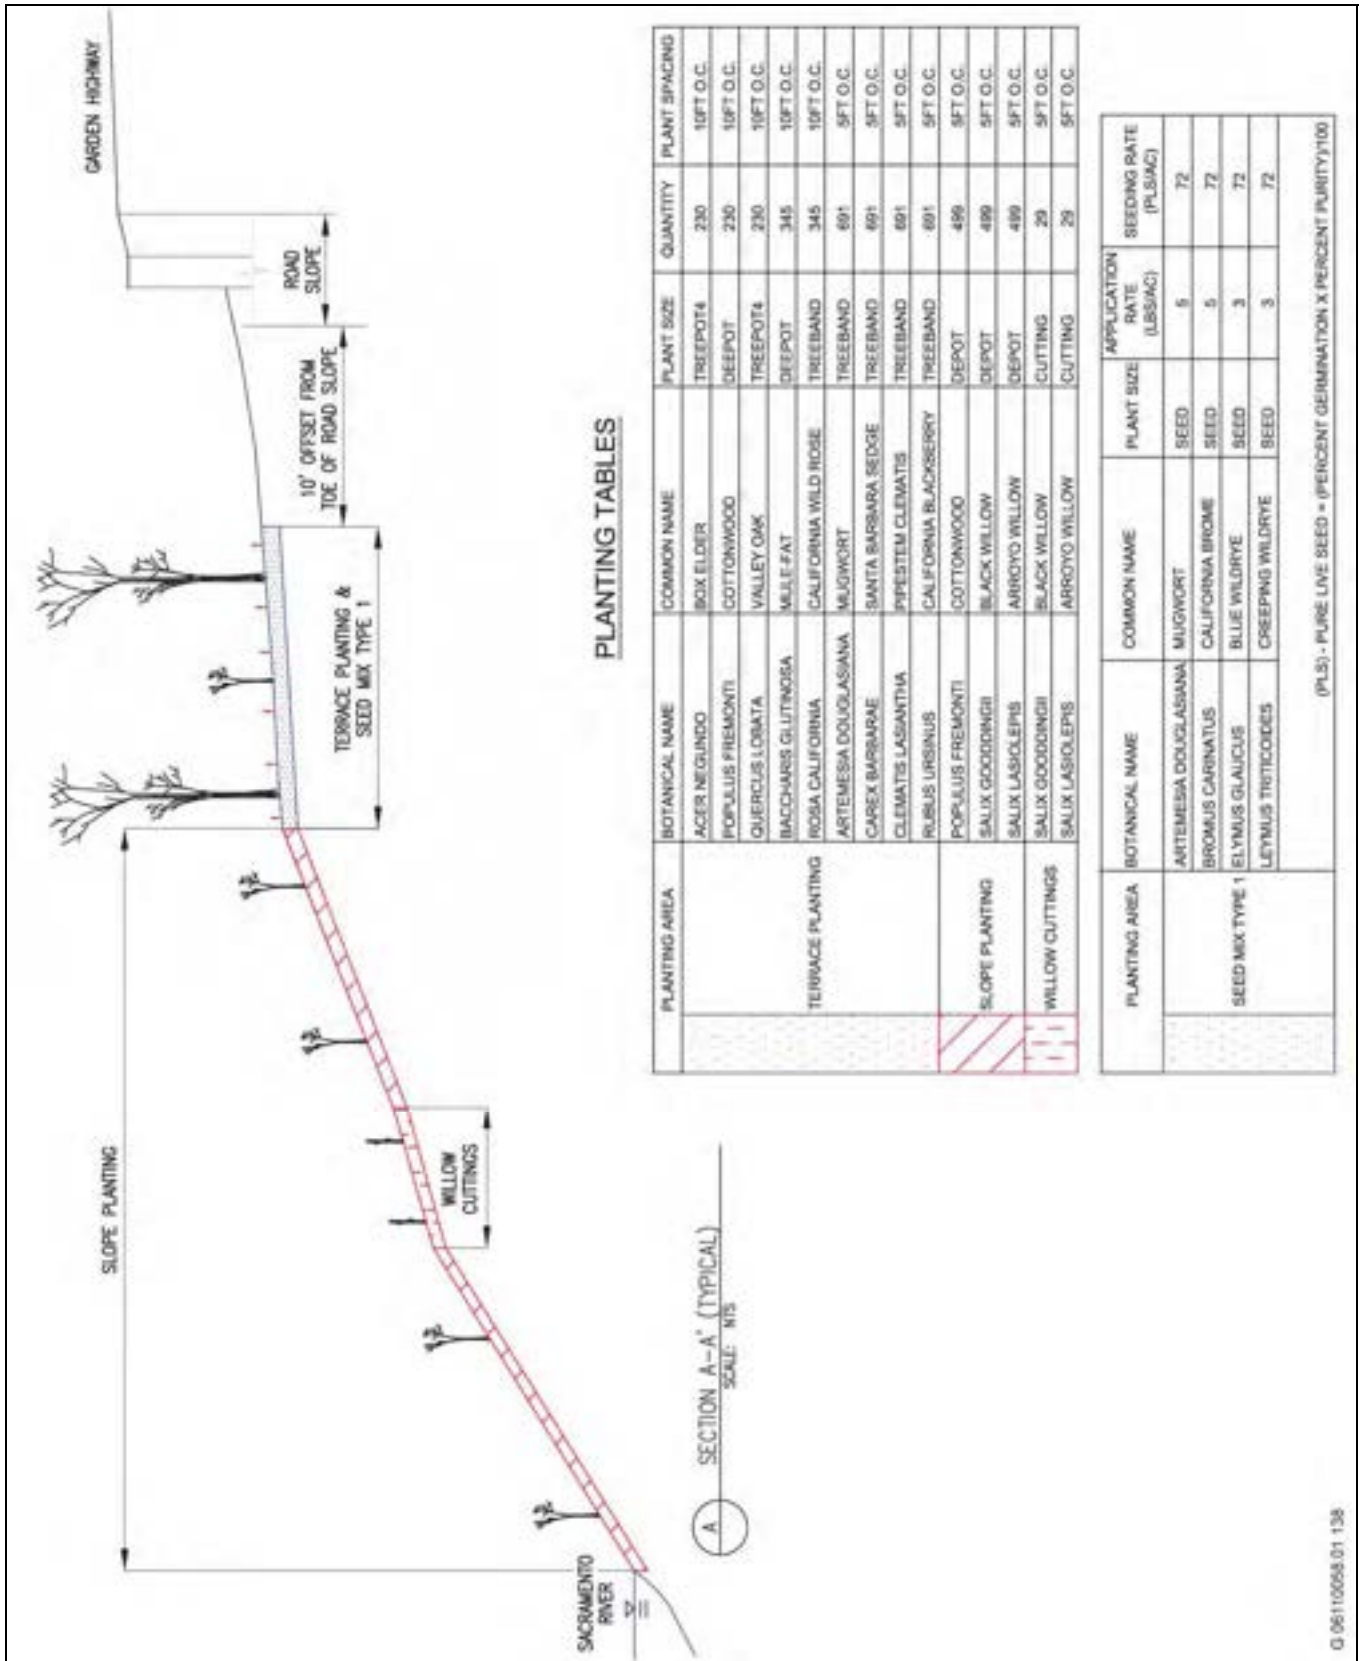 GARDEN HIGHWAY
ROAD
SLOPE
10' OFFSET FROM
TOE OF ROAD SLOPE
TERRACE PLANTING &
SEED MIX TYPE 1
SLOPE PLANTING
WILLOW
CUTTINGS
SACRAMENTO
RIVER
A
SECTION A-A' (TYPICAL)
SCALE: NTS
PLANTING TABLES
PLANTING AREA BOTANICAL NAME COMMON NAME PLANT SIZE QUANTITY PLANT SPACING
TERRACE PLANTING
ACER NEGUNDO BOX ELDER TREEPOT4 230 10FT O.C.
POPULUS FREMONTI COTTONWOOD DEEPOT 230 10FT O.C.
QUERCUS LOBATA VALLEY OAK TREEPOT4 230 10FT O.C.
BACCHARIS GLUTINOSA MULE-FAT DEEPOT 345 10FT O.C.
ROSA CALIFORNIA CALIFORNIA WILD ROSE TREEBAND 345 10FT O.C.
ARTEMESIA DOUGLASIANA MUGWORT TREEBAND 691 5FT O.C.
CAREX BARBARAE SANTA BARBARA SEDGE TREEBAND 691 5FT O.C.
CLEMATIS LASIANTHA PIPESTEM CLEMATIS TREEBAND 691 5FT O.C.
RUBUS URSINUS CALIFORNIA BLACKBERRY TREEBAND 691 5FT O.C.
SLOPE PLANTING
POPULUS FREMONTI COTTONWOOD DEPOT 499 5FT O.C.
SALIX GOODDINGII BLACK WILLOW DEPOT 499 5FT O.C.
SALIX LASIOLEPIS ARROYO WILLOW DEPOT 499 5FT O.C.
WILLOW CUTTINGS
SALIX GOODDINGII BLACK WILLOW CUTTING 29 5FT O.C.
SALIX LASIOLEPIS ARROYO WILLOW CUTTING 29 5FT O.C.
PLANTING AREA BOTANICAL NAME COMMON NAME PLANT SIZE APPLICATION RATE (LBS/AC) SEEDING RATE (PLS/AC)
SEED MIX TYPE 1
ARTEMESIA DOUGLASIANA MUGWORT SEED 5 72
BROMUS CARINATUS CALIFORNIA BROME SEED 5 72
ELYMUS GLAUCUS BLUE WILDRYE SEED 3 72
LEYMUS TRITICOIDES CREEPING WILDRYE SEED 3 72
(PLS) - PURE LIVE SEED = (PERCENT GERMINATION X PERCENT PURITY)/100
G 06110058.01 138